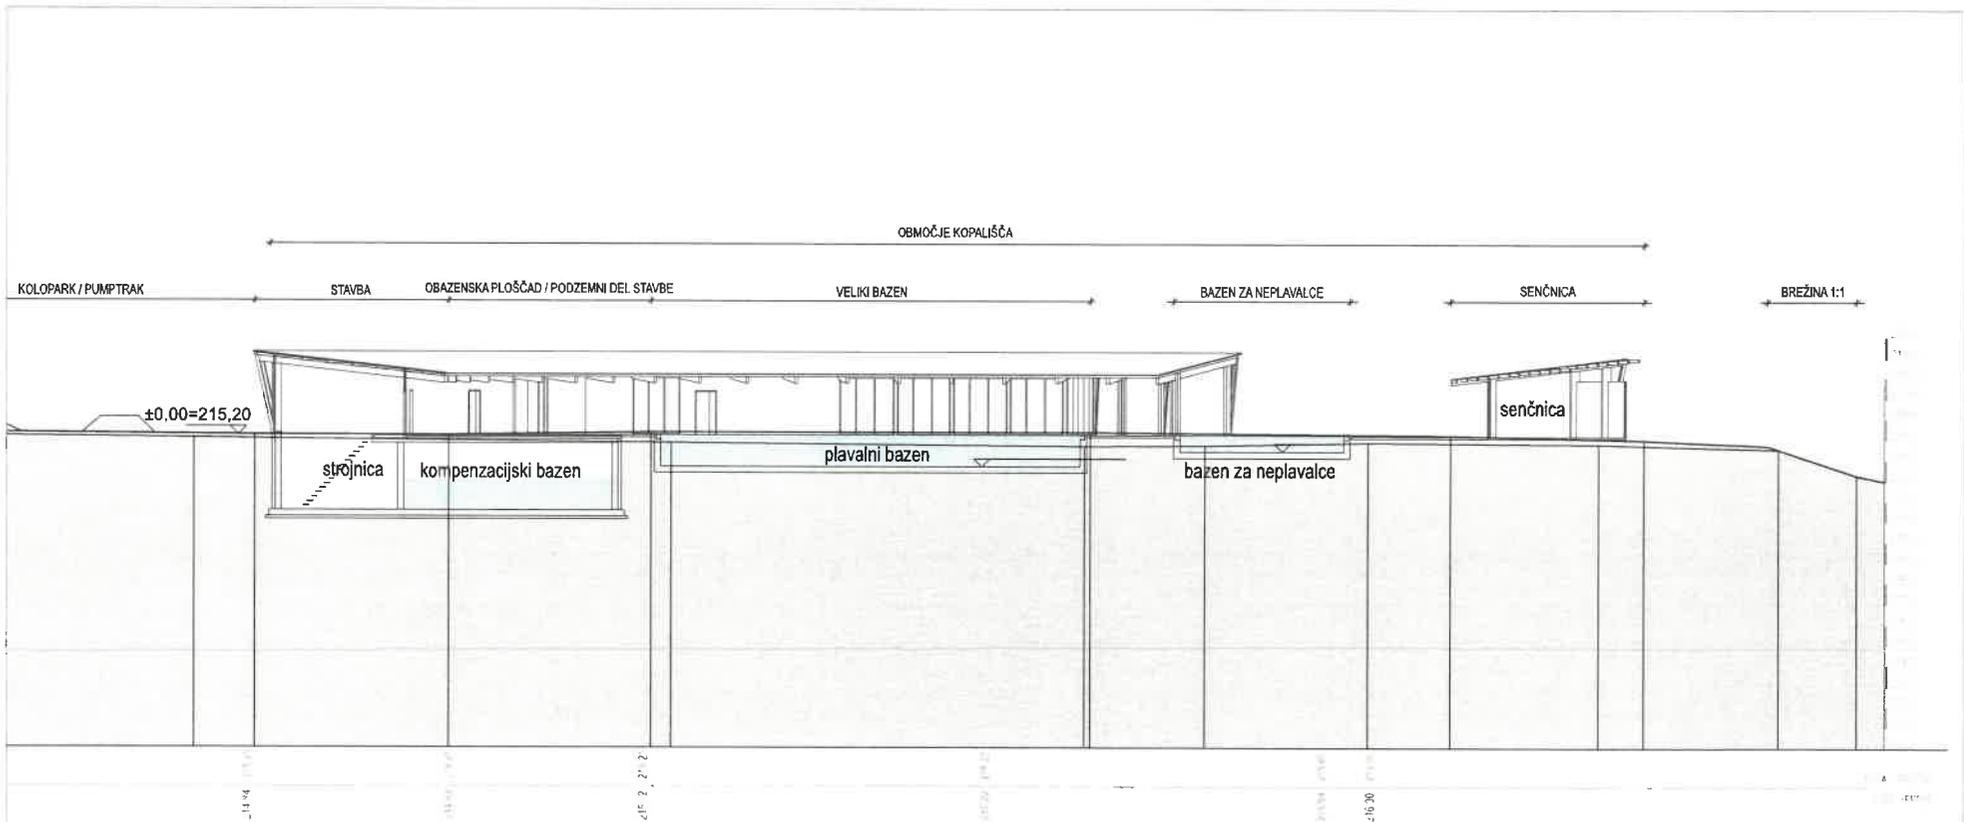 OBMOČJE KOPALIŠČA
KOLOPARK / PUMPTRAK
STAVBA
OBAZENSKA PLOŠČAD / PODZEMNI DEL STAVBE
VELIKI BAZEN
BAZEN ZA NEPLAVALCE
SENČNICA
BREŽINA 1:1
±0,00=215,20
senčnica
strojnica
kompenzacijski bazen
plavalni bazen
bazen za neplavalce